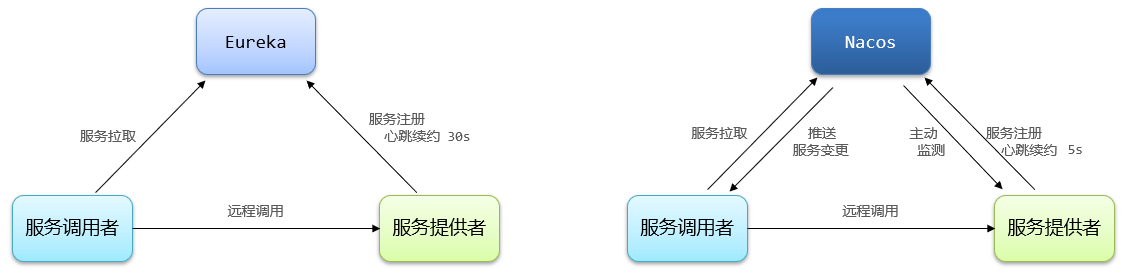 Eureka
服务拉取
服务注册
心跳续约 30s
服务调用者
远程调用
服务提供者
Nacos
服务拉取
推送
服务变更
主动
监测
服务注册
心跳续约 5s
服务调用者
远程调用
服务提供者